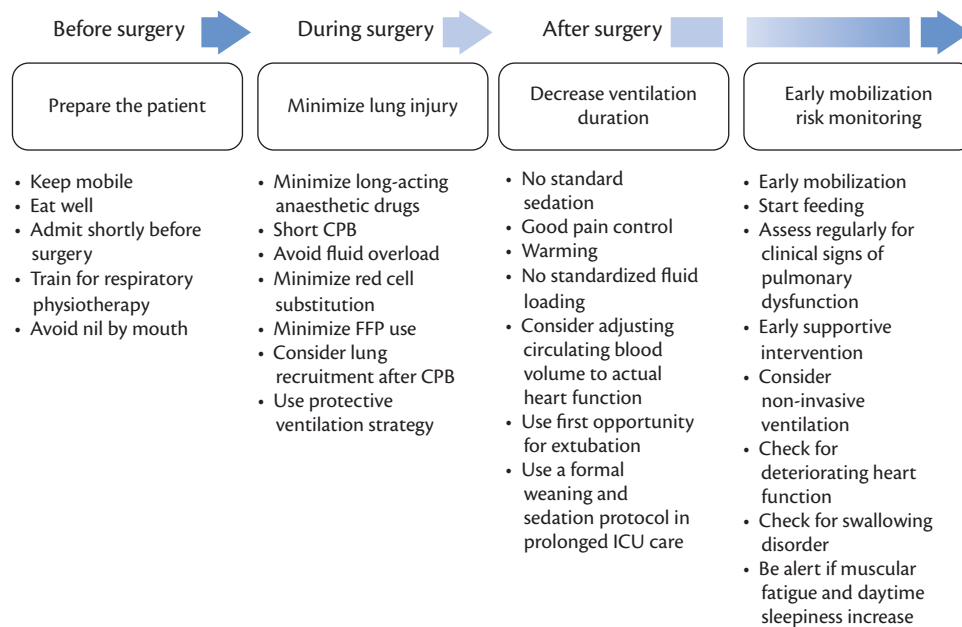 Before surgery
During surgery
After surgery
Prepare the patient
Minimize lung injury
Decrease ventilation
duration
Early mobilization
risk monitoring
• Keep mobile
• Eat well
• Admit shortly before
surgery
• Train for respiratory
physiotherapy
• Avoid nil by mouth
• Minimize long-acting
anaesthetic drugs
• Short CPB
• Avoid fluid overload
• Minimize red cell
substitution
• Minimize FFP use
• Consider lung
recruitment after CPB
• Use protective
ventilation strategy
• No standard
sedation
• Good pain control
• Warming
• No standardized fluid
loading
• Consider adjusting
circulating blood
volume to actual
heart function
• Use first opportunity
for extubation
• Use a formal
weaning and
sedation protocol in
prolonged ICU care
• Early mobilization
• Start feeding
• Assess regularly for
clinical signs of
pulmonary
dysfunction
• Early supportive
intervention
• Consider
non-invasive
ventilation
• Check for
deteriorating heart
function
• Check for swallowing
disorder
• Be alert if muscular
fatigue and daytime
sleepiness increase